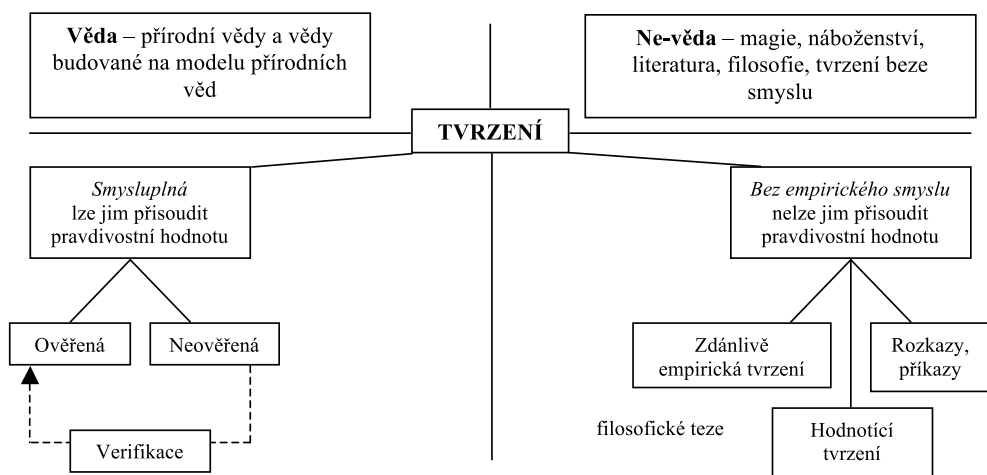 Věda – přírodní vědy a vědy
budované na modelu přírodních
věd
Ne-věda – magie, náboženství,
literatura, filosofie, tvrzení beze
smyslu
TVRZENÍ
Smysluplná
lze jim přisoudit
pravdivostní hodnotu
Bez empirického smyslu
nelze jim přisoudit
pravdivostní hodnotu
Ověřená
Neověřená
Zdánlivě
empirická tvrzení
Rozkazy,
příkazy
Verifikace
filosofické teze
Hodnotící
tvrzení